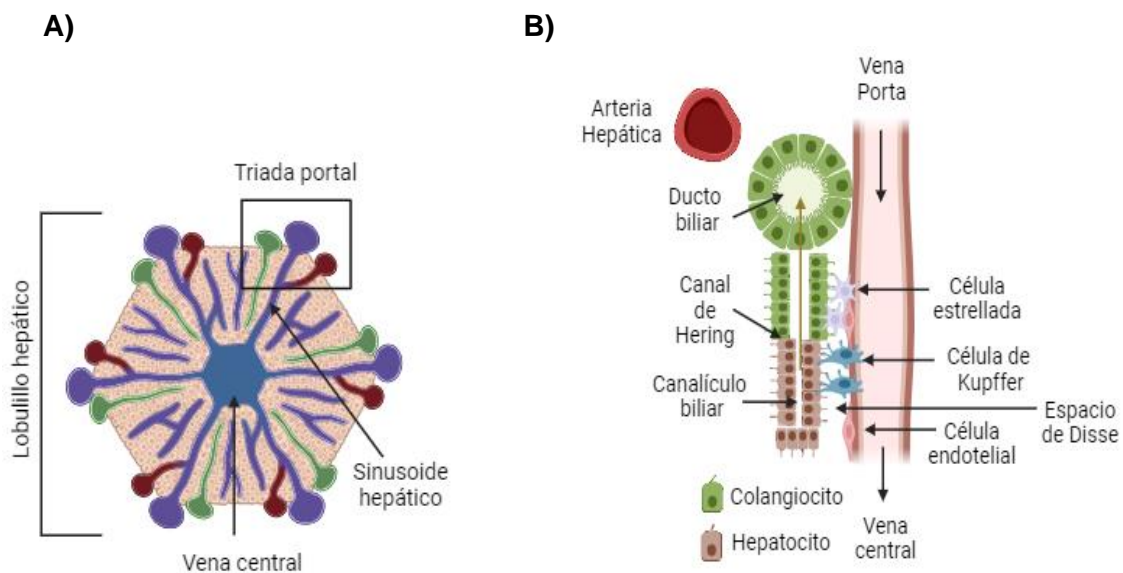 A)
Triada portal
Lobulillo hepático
Sinusoide
hepático
Vena central
B)
Vena
Porta
Arteria
Hepática
Ducto
biliar
Canal
de
Hering
Canalículo
biliar
Célula
estrellada
Célula de
Kupffer
Espacio
de Disse
Célula
endotelial
Colangiocito
Hepatocito
Vena
central